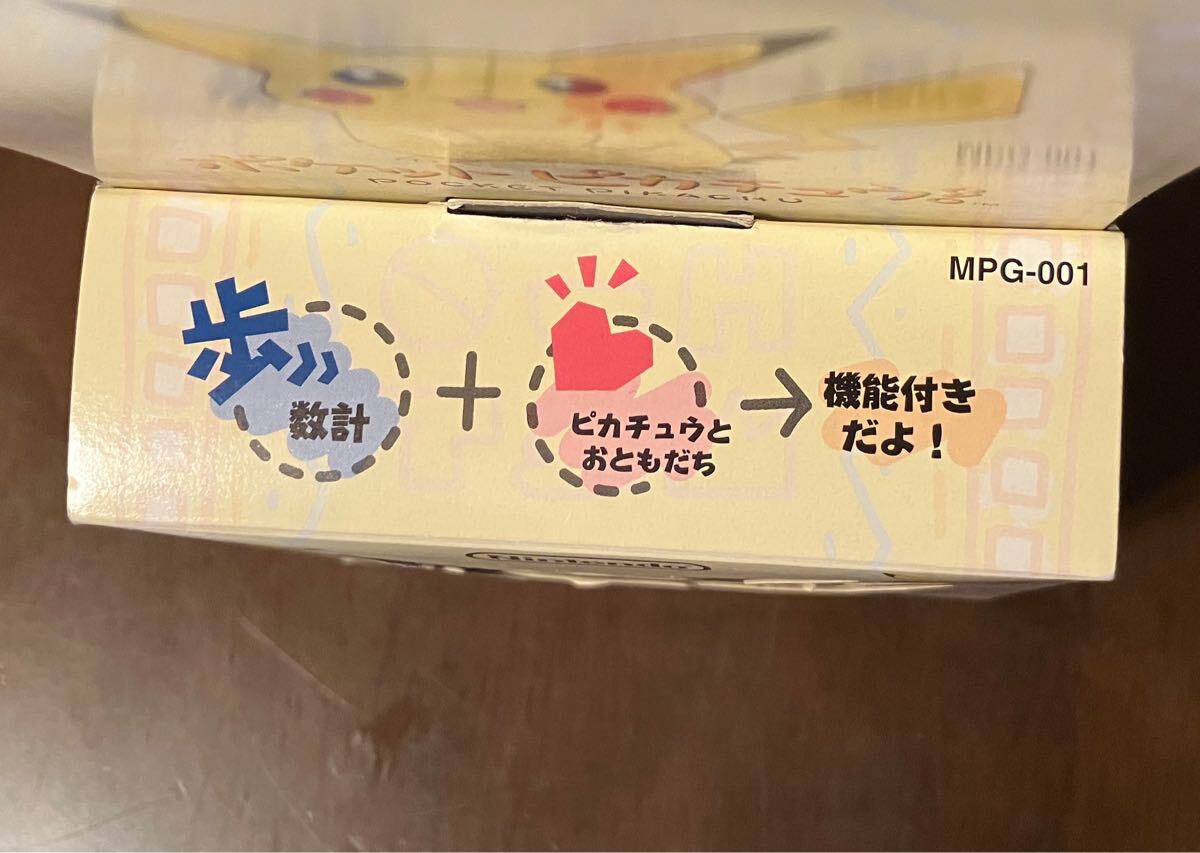 ポケットピカチュウ
POCKET PIKACHU
MPG-001
歩数計
+
ピカチュウと
おともだち
→
機能付き
だよ！
Nintendo